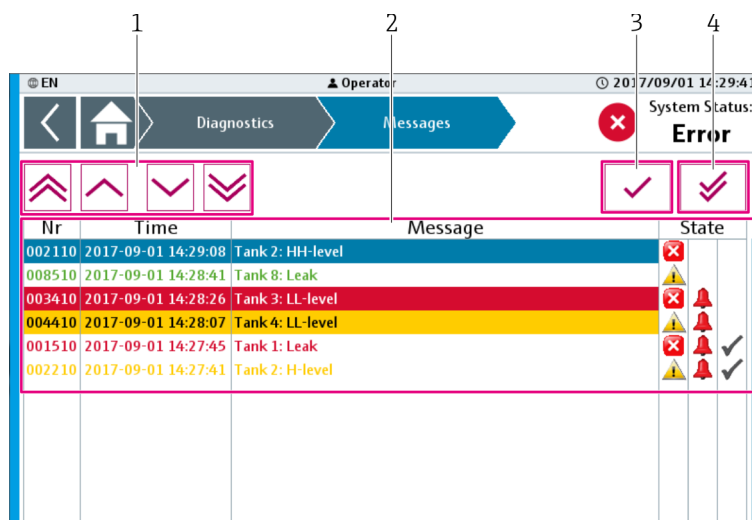 1 2 3 4
EN Operator 2017/09/01 14:29:41
Diagnostics Messages System Status:
Error
Nr Time Message State
002110 2017-09-01 14:29:08 Tank 2: HH-level
008510 2017-09-01 14:28:41 Tank 8: Leak
003410 2017-09-01 14:28:26 Tank 3: LL-level
004410 2017-09-01 14:28:07 Tank 4: LL-level
001510 2017-09-01 14:27:45 Tank 1: Leak
002210 2017-09-01 14:27:41 Tank 2: H-level